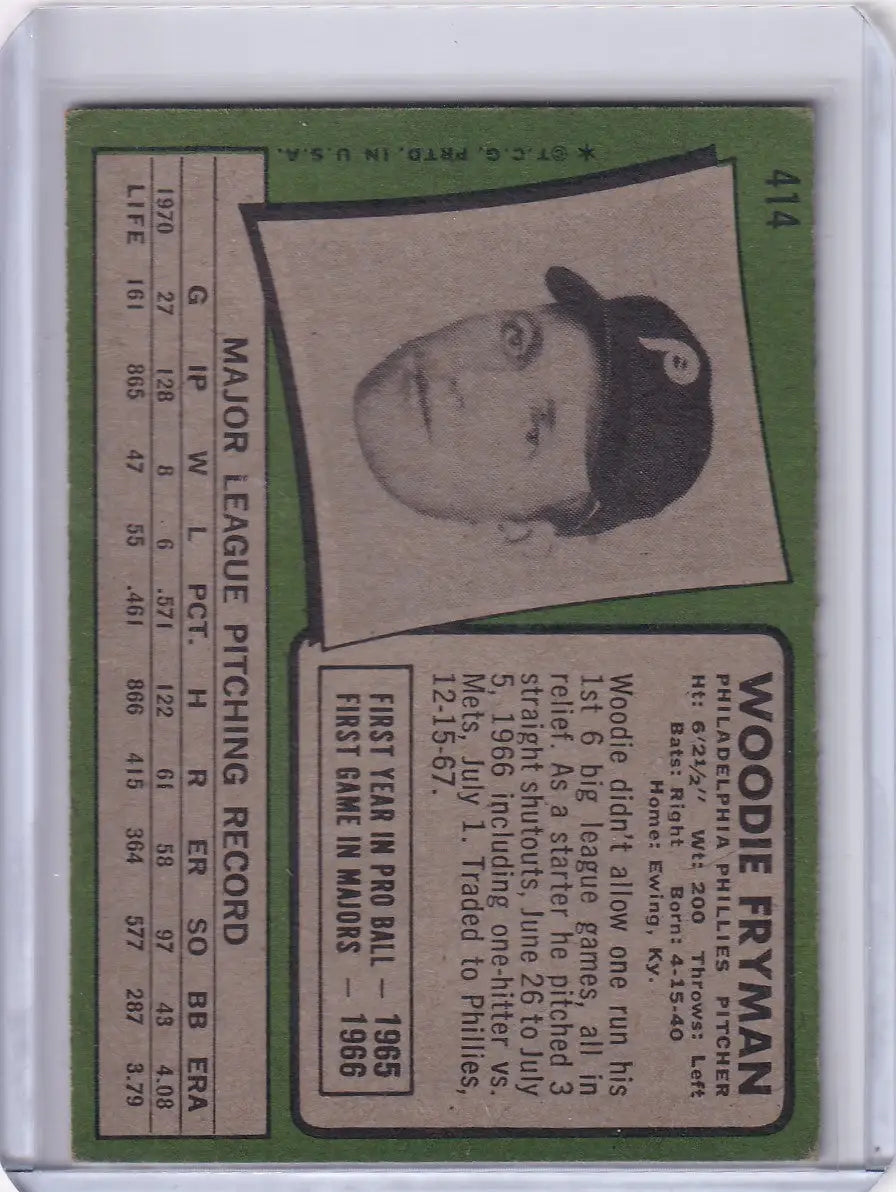 414
*©T.C.G. PRTD. IN U.S.A.
P
WOODIE FRYMAN
PHILADELPHIA PHILLIES PITCHER
Ht: 6'2½" Wt: 200 Throws: Left
Bats: Right Born: 4-15-40
Home: Ewing, Ky.
Woodie didn't allow one run his
1st 6 big league games, all in
relief. As a starter he pitched 3
straight shutouts, June 26 to July
5, 1966 including one-hitter vs.
Mets, July 1. Traded to Phillies,
12-15-67.
FIRST YEAR IN PRO BALL — 1965
FIRST GAME IN MAJORS — 1966
MAJOR LEAGUE PITCHING RECORD
G IP W L PCT. H R ER SO BB ERA
1970 27 128 8 6 .571 122 61 58 97 43 4.08
LIFE 161 865 47 55 .461 866 415 364 577 287 3.79